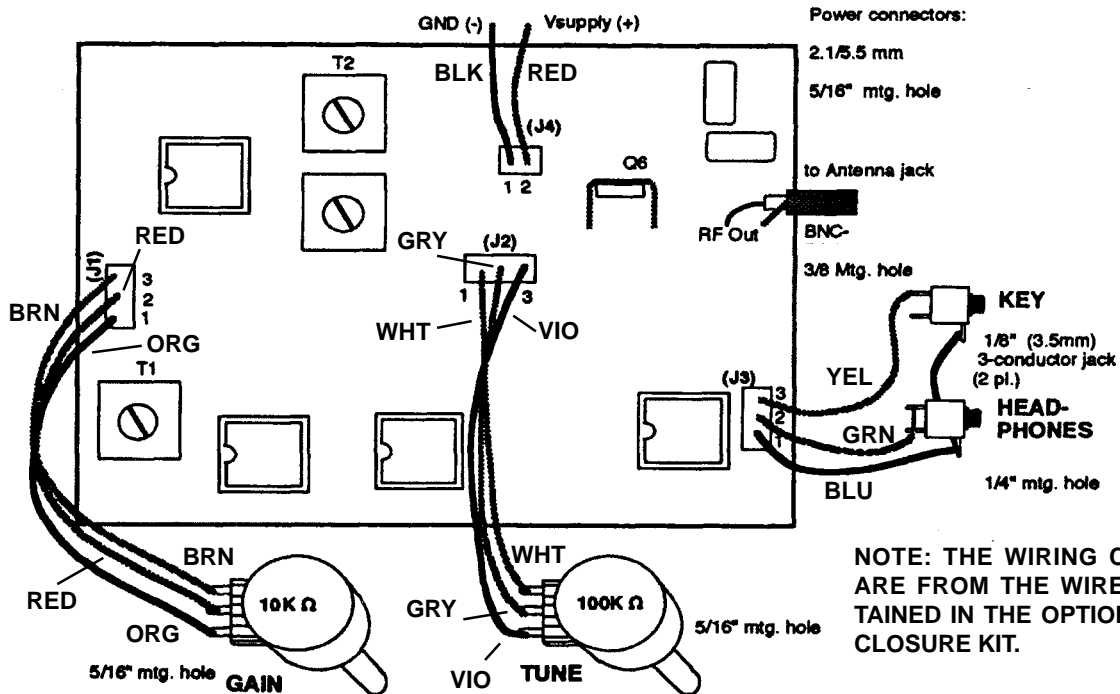 GND (-) Vsupply (+)
BLK RED
T2
(J4)
1 2
Q6
Power connectors:
2.1/5.5 mm
5/16" mtg. hole
to Antenna jack
RF Out
BNC-
3/8 Mtg. hole
RED
(J1)
3
2
1
BRN
ORG
T1
GRY
(J2)
1 3
WHT VIO
KEY
1/8" (3.5mm)
3-conductor jack
(2 pl.)
YEL
(J3)
3
2
1
HEAD-
PHONES
GRN
BLU
1/4" mtg. hole
BRN
RED
ORG
10K Ω
5/16" mtg. hole
GAIN
WHT
GRY
VIO
100K Ω
5/16" mtg. hole
TUNE
NOTE: THE WIRING C
ARE FROM THE WIRE
TAINED IN THE OPTION
CLOSURE KIT.